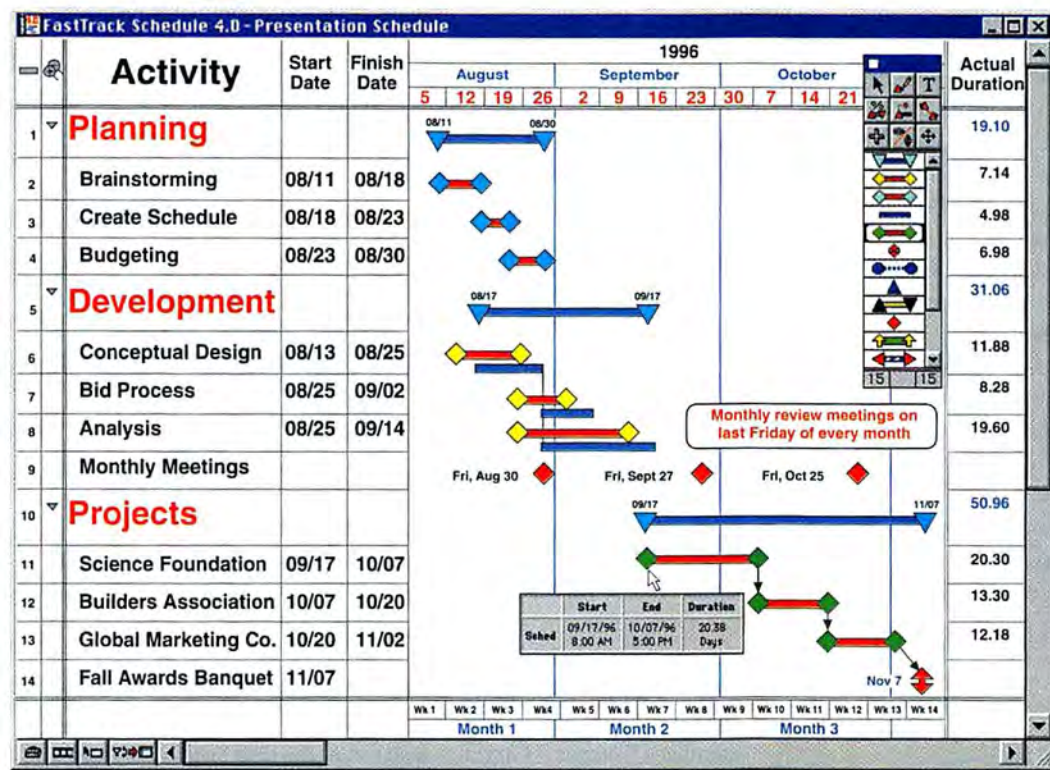 FastTrack Schedule 4.0 - Presentation Schedule
1996
Activity Start Date Finish Date August September October Actual Duration
5 12 19 26 2 9 16 23 30 7 14 21
1 Planning 08/11 08/30 19.10
2 Brainstorming 08/11 08/18 7.14
3 Create Schedule 08/18 08/23 4.98
4 Budgeting 08/23 08/30 6.98
5 Development 08/17 09/17 31.06
6 Conceptual Design 08/13 08/25 11.88
15 15
7 Bid Process 08/25 09/02 8.28
Monthly review meetings on
last Friday of every month
8 Analysis 08/25 09/14 19.60
9 Monthly Meetings Fri, Aug 30 Fri, Sept 27 Fri, Oct 25
10 Projects 09/17 11/07 50.96
11 Science Foundation 09/17 10/07 20.30
12 Builders Association 10/07 10/20 13.30
Start End Duration
Sched 09/17/96 10/07/96 20.38
8:00 AM 5:00 PM Days
13 Global Marketing Co. 10/20 11/02 12.18
14 Fall Awards Banquet 11/07 Nov 7
Wk 1 Wk 2 Wk 3 Wk4 Wk 5 Wk 6 Wk 7 Wk 8 Wk 9 Wk 10 Wk 11 Wk 12 Wk 13 Wk 14
Month 1 Month 2 Month 3